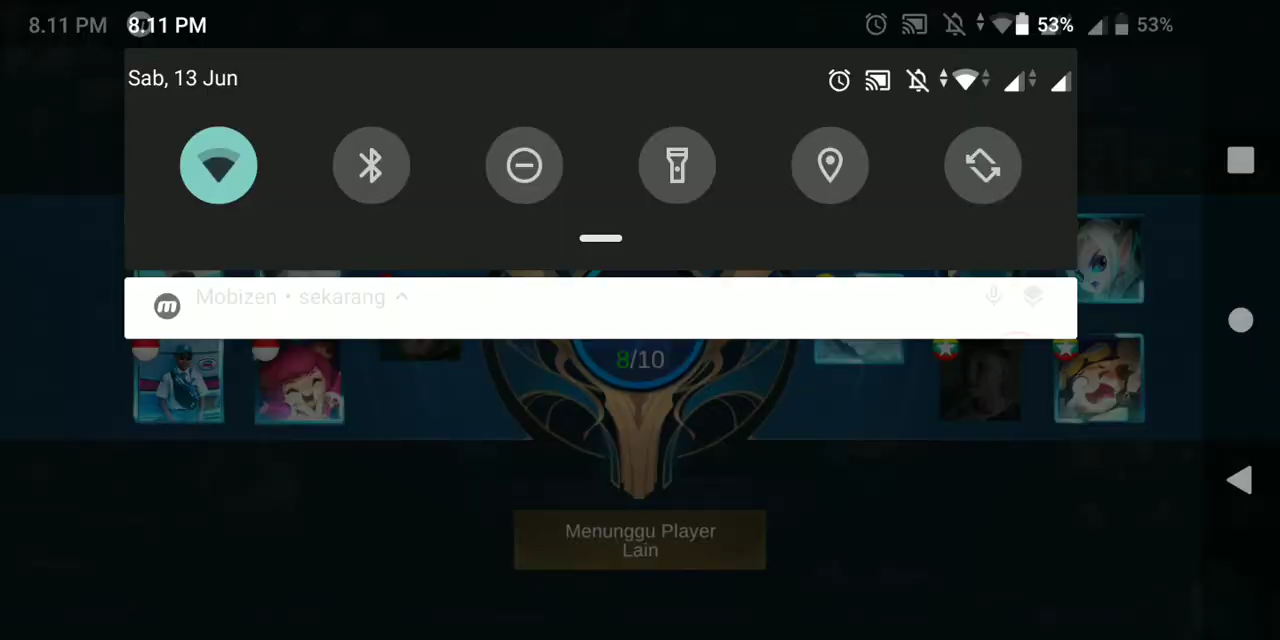 8.11 PM 8.11 PM 53% 53%
Sab, 13 Jun
Mobizen • sekarang
8/10
Menunggu Player
Lain